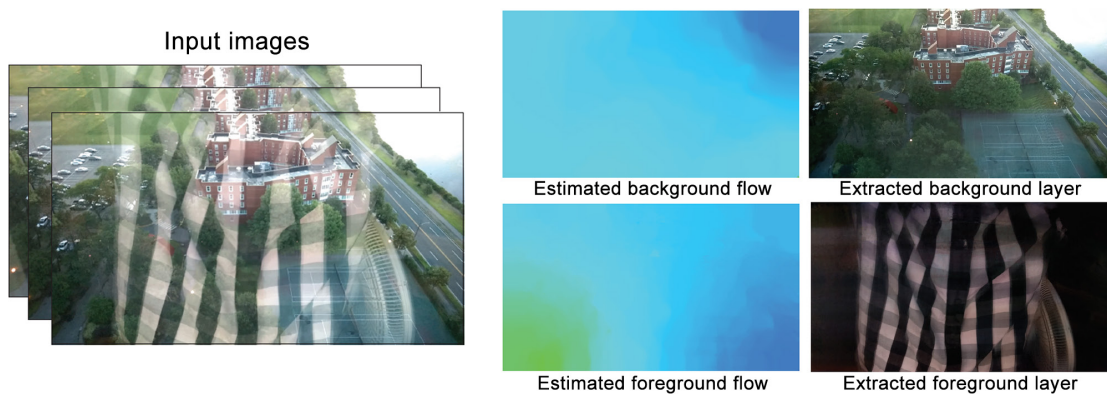 Input images
Estimated background flow
Extracted background layer
Estimated foreground flow
Extracted foreground layer